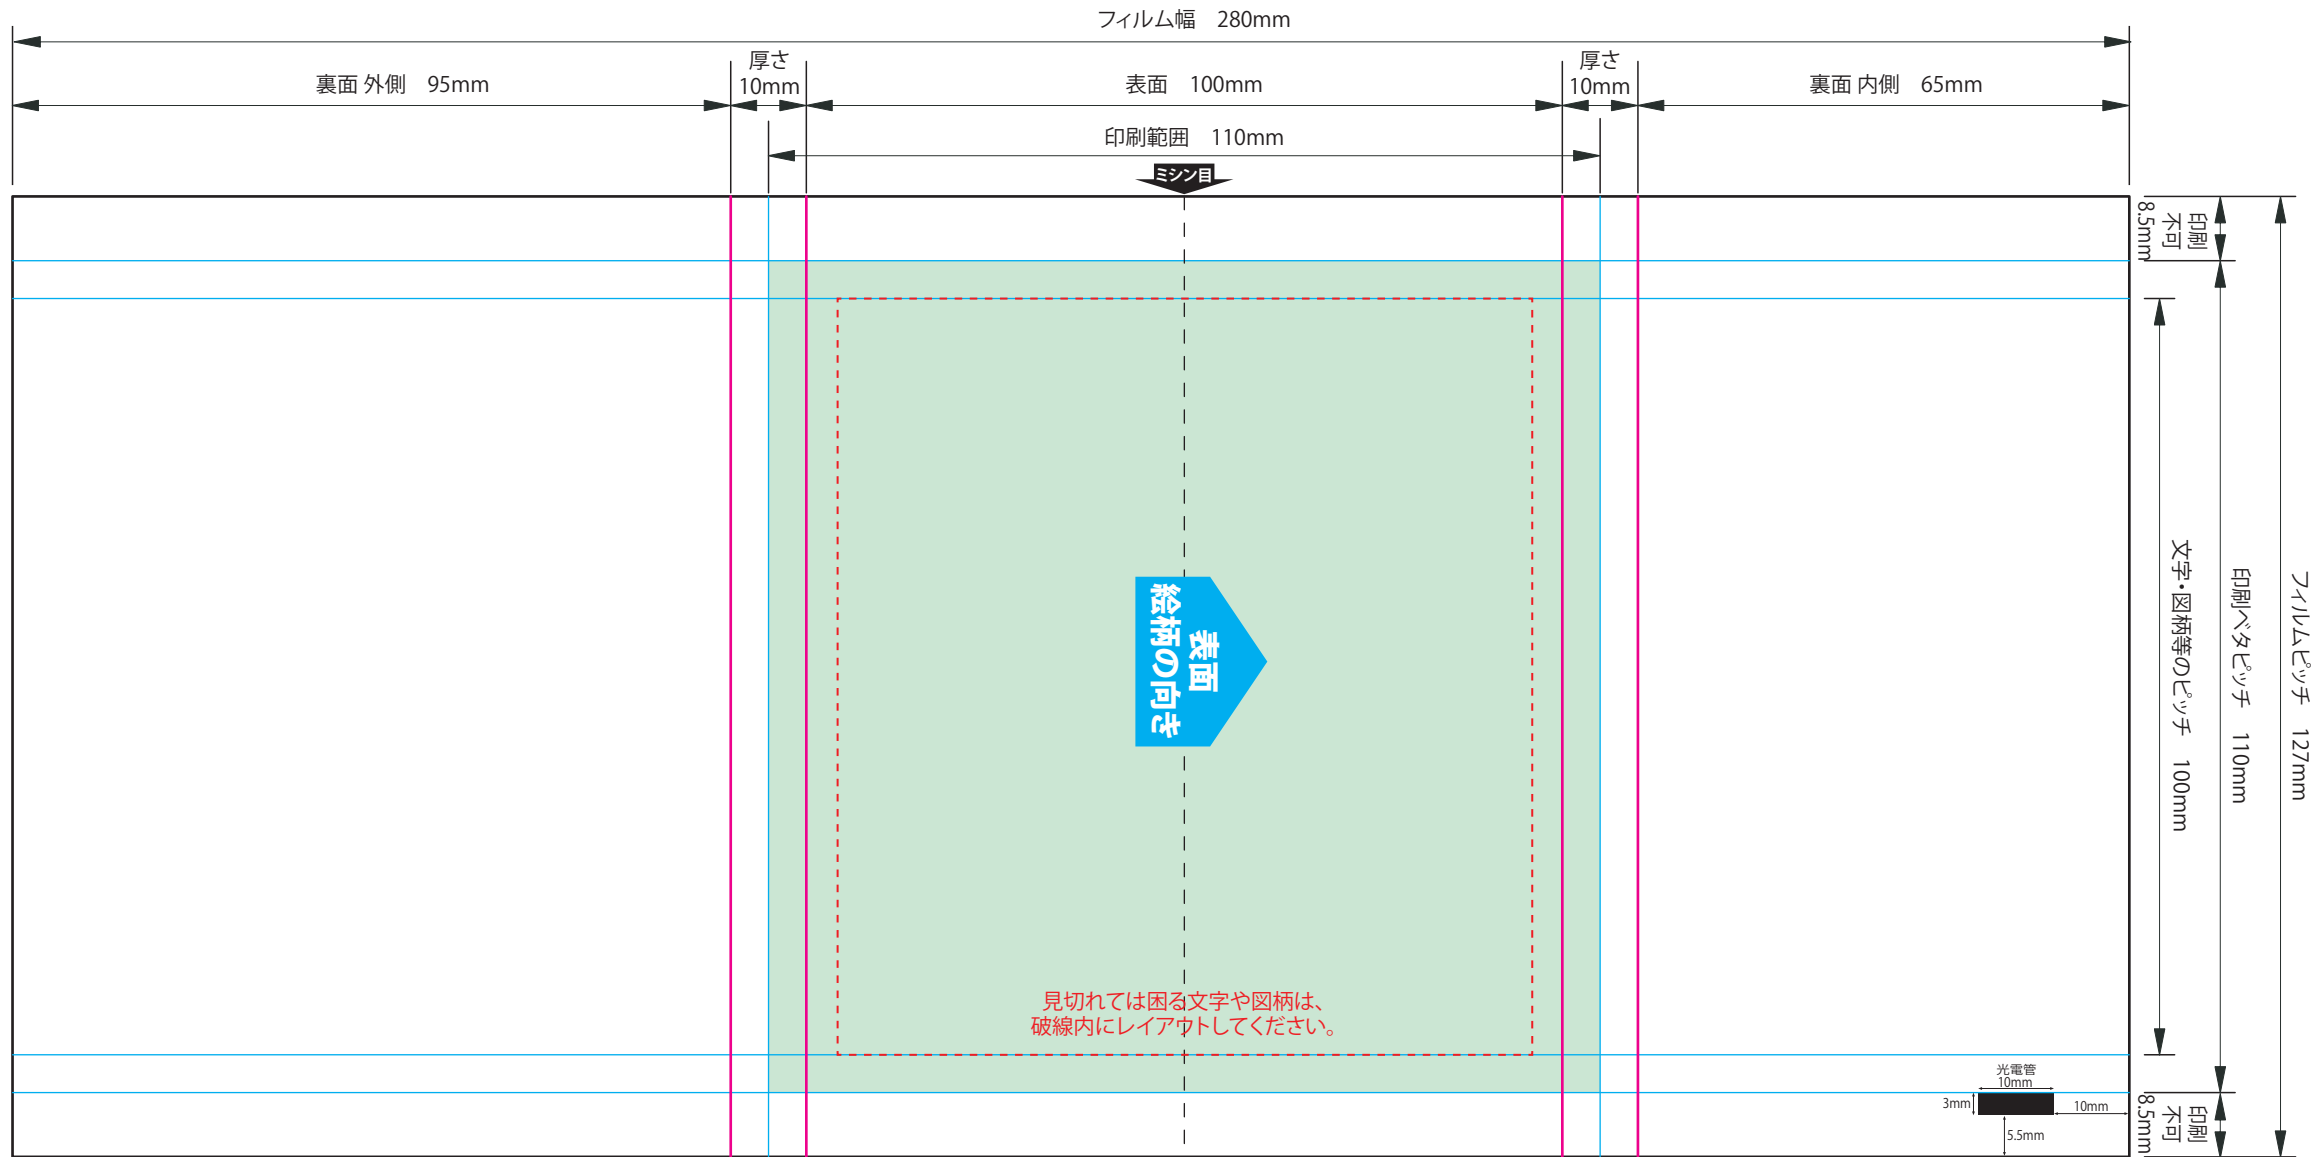 フィルム幅　280mm
裏面 外側　95mm
厚さ
10mm
表面　100mm
厚さ
10mm
裏面 内側　65mm
印刷範囲　110mm
ミシン目
印刷
不可
8.5mm
文字・図柄等のピッチ　100mm
印刷ベタピッチ　110mm
フィルムピッチ　127mm
表面
絵柄の向き
見切れては困る文字や図柄は、
破線内にレイアウトしてください。
光電管
10mm
3mm
10mm
5.5mm
印刷
不可
8.5mm